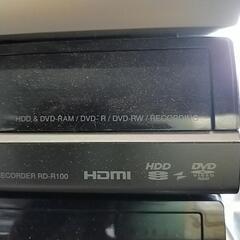 HDD & DVD-RAM / DVD-R / DVD-RW / RECORDING
RECORDER RD-R100 HDMI HDD DVD